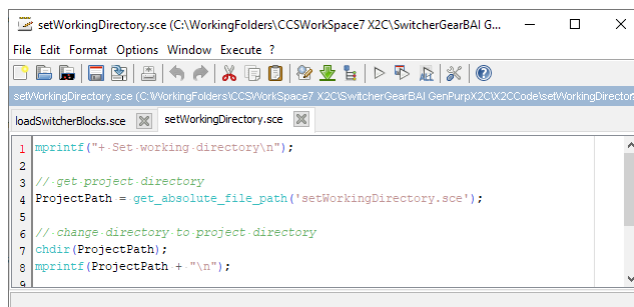 setWorkingDirectory.sce (C:\WorkingFolders\CCSWorkSpace7 X2C\SwitcherGearBAI G...
File Edit Format Options Window Execute ?
setWorkingDirectory.sce (C:\WorkingFolders\CCSWorkSpace7 X2C\SwitcherGearBAI GenPurpX2C\X2CCode\setWorkingDirector
loadSwitcherBlocks.sce setWorkingDirectory.sce
1 mprintf("+ Set working directory\n");
2
3 // get project directory
4 ProjectPath = get_absolute_file_path('setWorkingDirectory.sce');
5
6 // change directory to project directory
7 chdir(ProjectPath);
8 mprintf(ProjectPath + "\n");
9